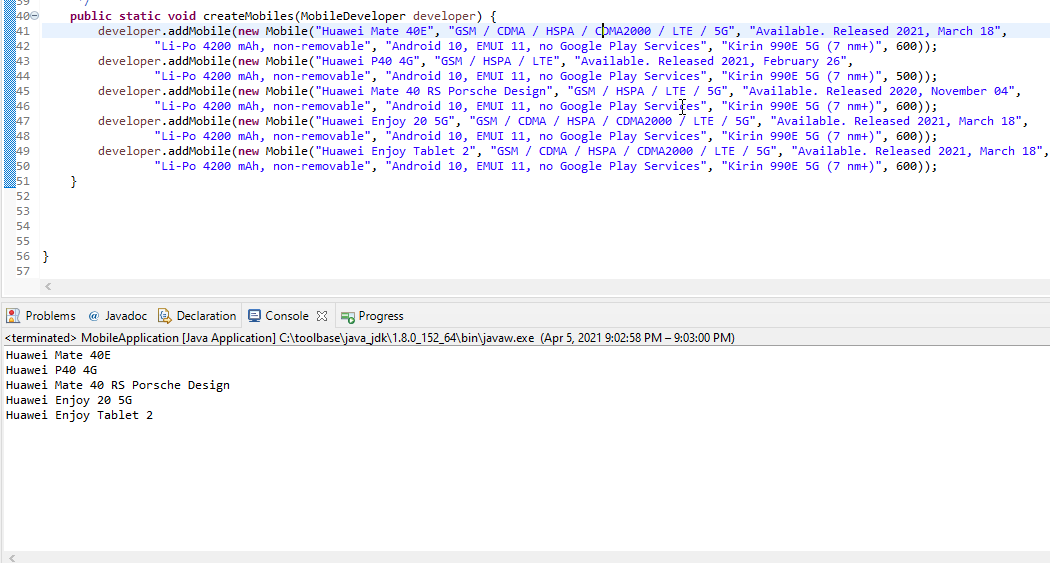 39 */
40 public static void createMobiles(MobileDeveloper developer) {
41 developer.addMobile(new Mobile("Huawei Mate 40E", "GSM / CDMA / HSPA / CDMA2000 / LTE / 5G", "Available. Released 2021, March 18",
42 "Li-Po 4200 mAh, non-removable", "Android 10, EMUI 11, no Google Play Services", "Kirin 990E 5G (7 nm+)", 600));
43 developer.addMobile(new Mobile("Huawei P40 4G", "GSM / HSPA / LTE", "Available. Released 2021, February 26",
44 "Li-Po 4200 mAh, non-removable", "Android 10, EMUI 11, no Google Play Services", "Kirin 990E 5G (7 nm+)", 500));
45 developer.addMobile(new Mobile("Huawei Mate 40 RS Porsche Design", "GSM / HSPA / LTE / 5G", "Available. Released 2020, November 04",
46 "Li-Po 4200 mAh, non-removable", "Android 10, EMUI 11, no Google Play Services", "Kirin 990E 5G (7 nm+)", 600));
47 developer.addMobile(new Mobile("Huawei Enjoy 20 5G", "GSM / CDMA / HSPA / CDMA2000 / LTE / 5G", "Available. Released 2021, March 18",
48 "Li-Po 4200 mAh, non-removable", "Android 10, EMUI 11, no Google Play Services", "Kirin 990E 5G (7 nm+)", 600));
49 developer.addMobile(new Mobile("Huawei Enjoy Tablet 2", "GSM / CDMA / HSPA / CDMA2000 / LTE / 5G", "Available. Released 2021, March 18",
50 "Li-Po 4200 mAh, non-removable", "Android 10, EMUI 11, no Google Play Services", "Kirin 990E 5G (7 nm+)", 600));
51 }
52
53
54
55
56 }
57
Problems @ Javadoc Declaration Console Progress
<terminated> MobileApplication [Java Application] C:\toolbase\java_jdk\1.8.0_152_64\bin\javaw.exe (Apr 5, 2021 9:02:58 PM – 9:03:00 PM)
Huawei Mate 40E
Huawei P40 4G
Huawei Mate 40 RS Porsche Design
Huawei Enjoy 20 5G
Huawei Enjoy Tablet 2